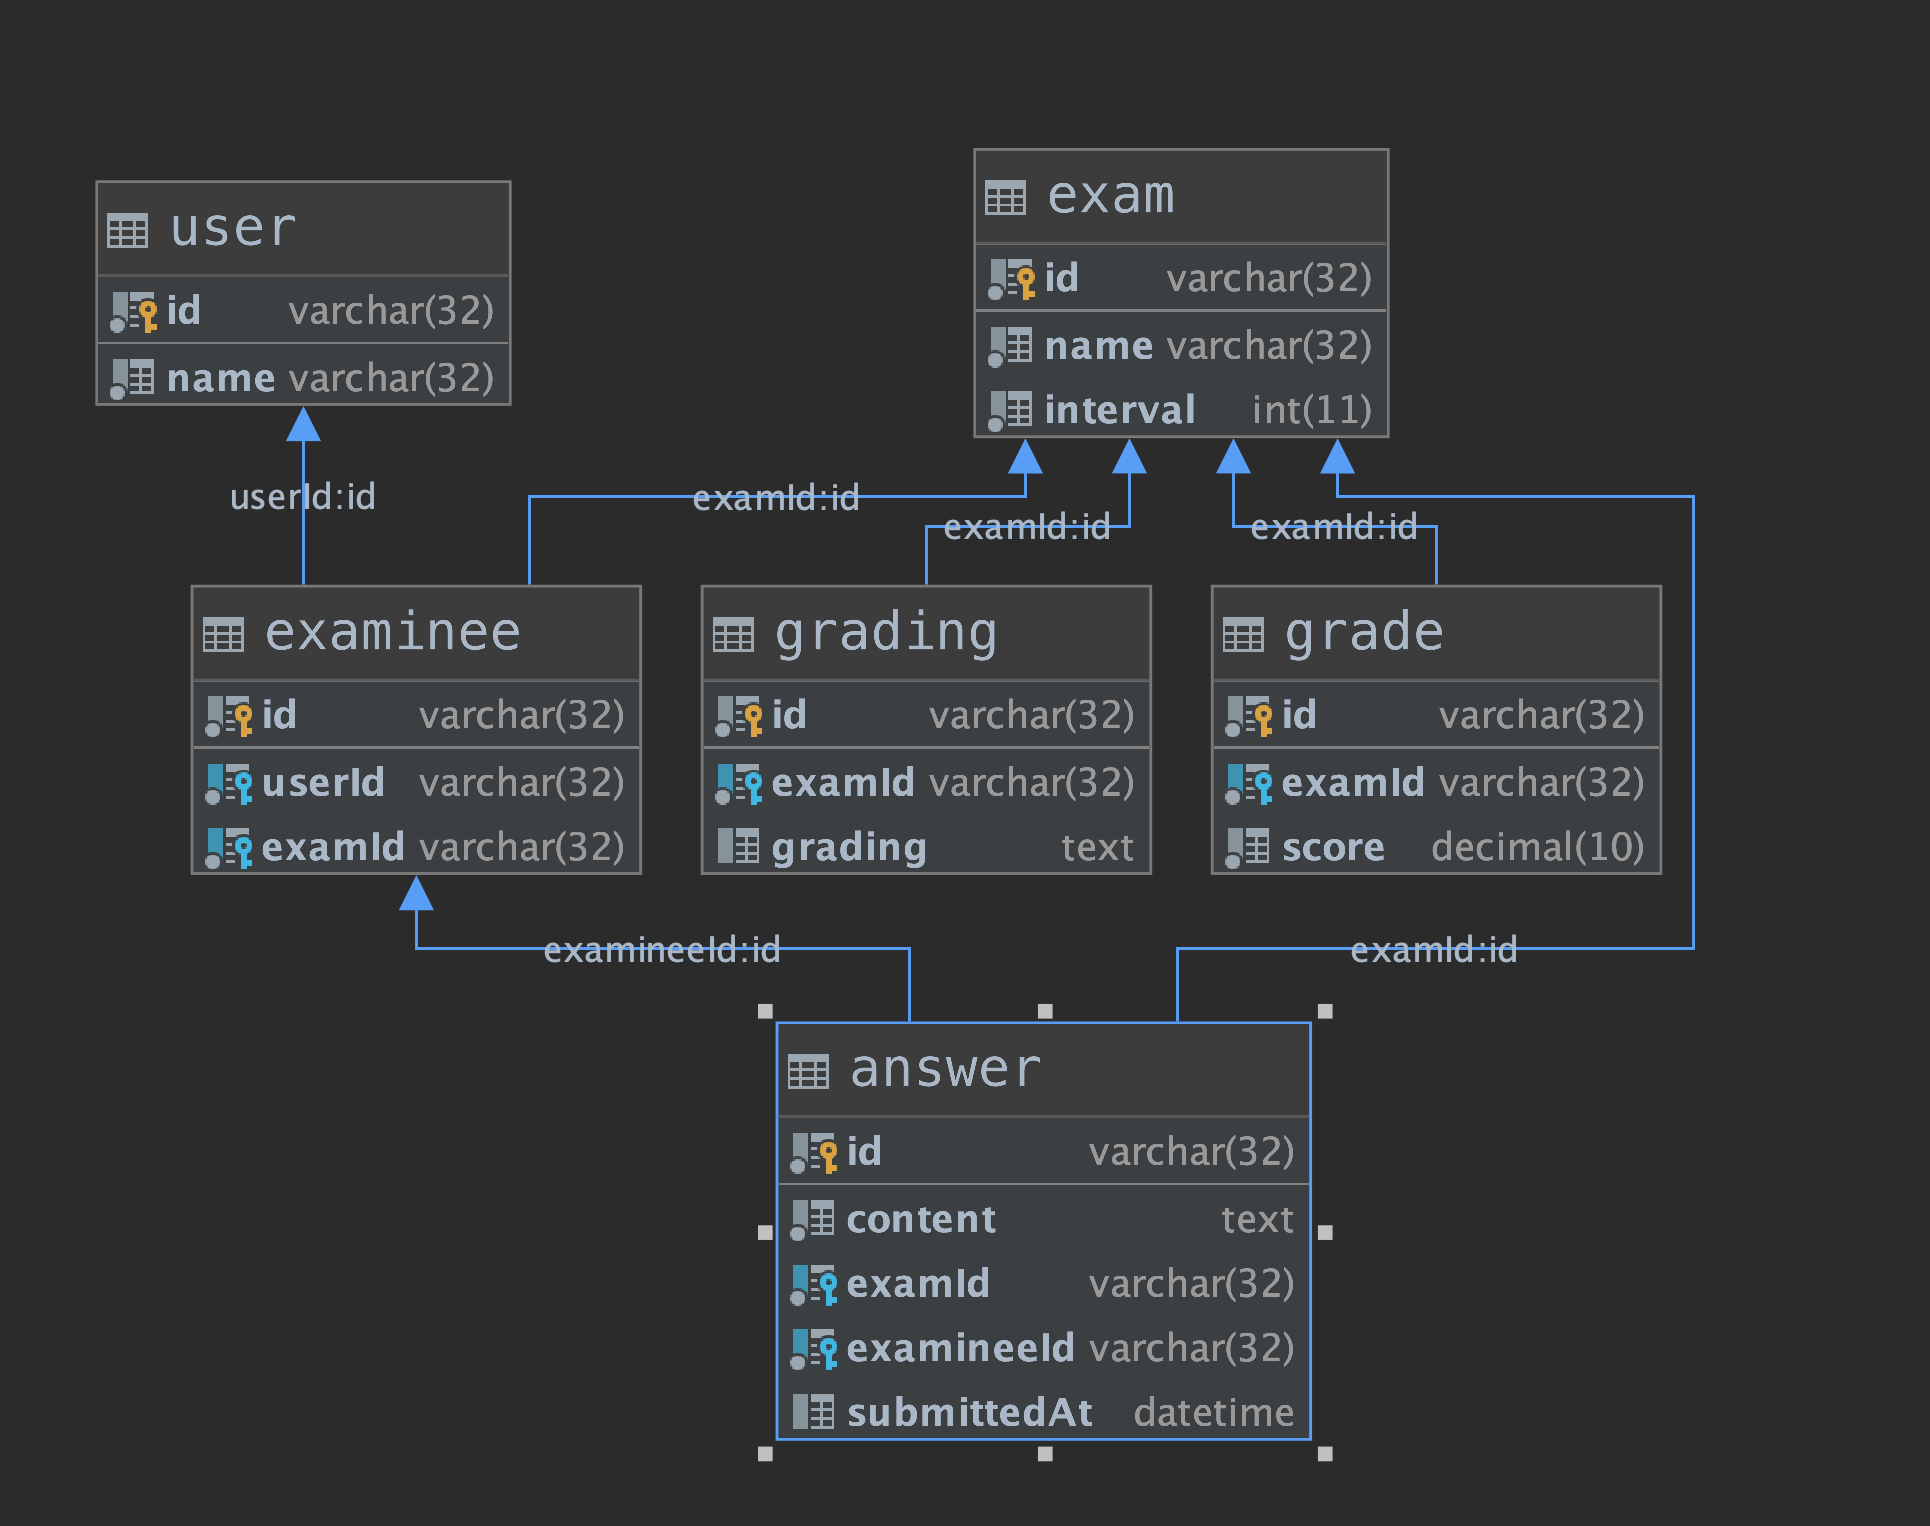 user
id varchar(32)
name varchar(32)
exam
id varchar(32)
name varchar(32)
interval int(11)
userId:id
examId:id
examId:id
examId:id
examinee
id varchar(32)
userId varchar(32)
examId varchar(32)
grading
id varchar(32)
examId varchar(32)
grading text
grade
id varchar(32)
examId varchar(32)
score decimal(10)
examineeId:id
examId:id
answer
id varchar(32)
content text
examId varchar(32)
examineeId varchar(32)
submittedAt datetime